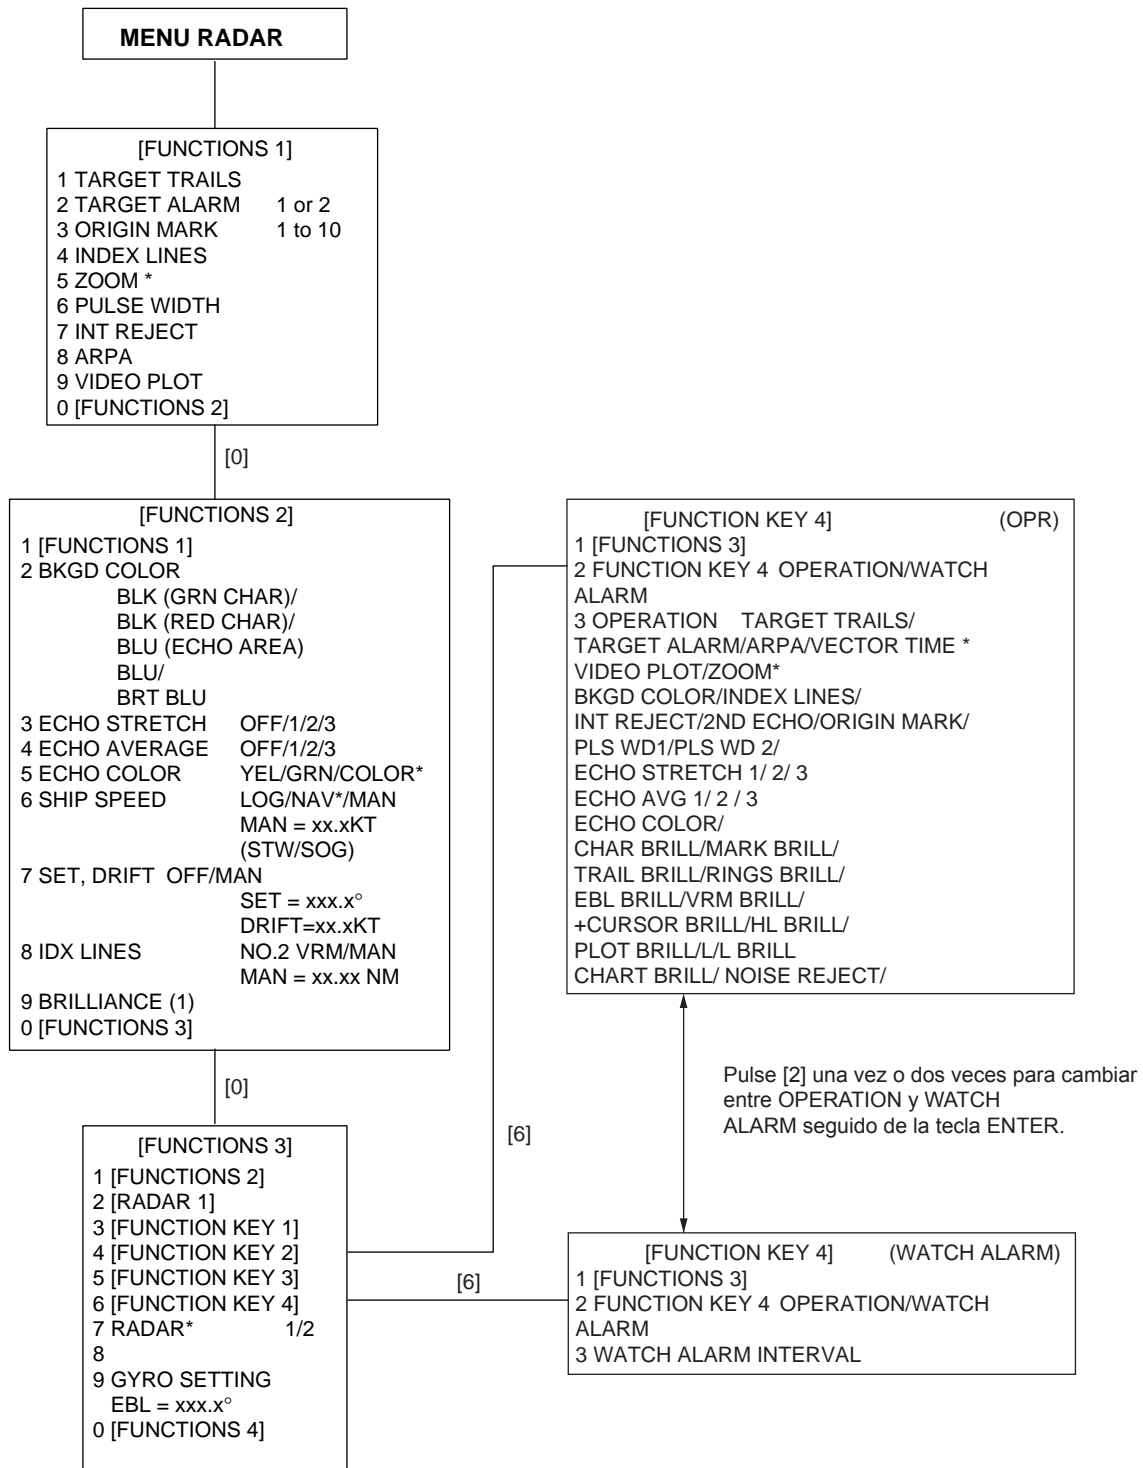 MENU RADAR
[FUNCTIONS 1]
1 TARGET TRAILS
2 TARGET ALARM 1 or 2
3 ORIGIN MARK 1 to 10
4 INDEX LINES
5 ZOOM *
6 PULSE WIDTH
7 INT REJECT
8 ARPA
9 VIDEO PLOT
0 [FUNCTIONS 2]
[0]
[FUNCTIONS 2]
1 [FUNCTIONS 1]
2 BKGD COLOR
BLK (GRN CHAR)/
BLK (RED CHAR)/
BLU (ECHO AREA)
BLU/
BRT BLU
3 ECHO STRETCH OFF/1/2/3
4 ECHO AVERAGE OFF/1/2/3
5 ECHO COLOR YEL/GRN/COLOR*
6 SHIP SPEED LOG/NAV*/MAN
MAN = xx.xKT
(STW/SOG)
7 SET, DRIFT OFF/MAN
SET = xxx.x°
DRIFT=xx.xKT
8 IDX LINES NO.2 VRM/MAN
MAN = xx.xx NM
9 BRILLIANCE (1)
0 [FUNCTIONS 3]
[0]
[FUNCTIONS 3]
1 [FUNCTIONS 2]
2 [RADAR 1]
3 [FUNCTION KEY 1]
4 [FUNCTION KEY 2]
5 [FUNCTION KEY 3]
6 [FUNCTION KEY 4]
7 RADAR* 1/2
8
9 GYRO SETTING
EBL = xxx.x°
0 [FUNCTIONS 4]
[6]
[6]
[FUNCTION KEY 4] (OPR)
1 [FUNCTIONS 3]
2 FUNCTION KEY 4 OPERATION/WATCH
ALARM
3 OPERATION TARGET TRAILS/
TARGET ALARM/ARPA/VECTOR TIME *
VIDEO PLOT/ZOOM*
BKGD COLOR/INDEX LINES/
INT REJECT/2ND ECHO/ORIGIN MARK/
PLS WD1/PLS WD 2/
ECHO STRETCH 1/ 2/ 3
ECHO AVG 1/ 2 / 3
ECHO COLOR/
CHAR BRILL/MARK BRILL/
TRAIL BRILL/RINGS BRILL/
EBL BRILL/VRM BRILL/
+CURSOR BRILL/HL BRILL/
PLOT BRILL/L/L BRILL
CHART BRILL/ NOISE REJECT/
Pulse [2] una vez o dos veces para cambiar
entre OPERATION y WATCH
ALARM seguido de la tecla ENTER.
[FUNCTION KEY 4] (WATCH ALARM)
1 [FUNCTIONS 3]
2 FUNCTION KEY 4 OPERATION/WATCH
ALARM
3 WATCH ALARM INTERVAL